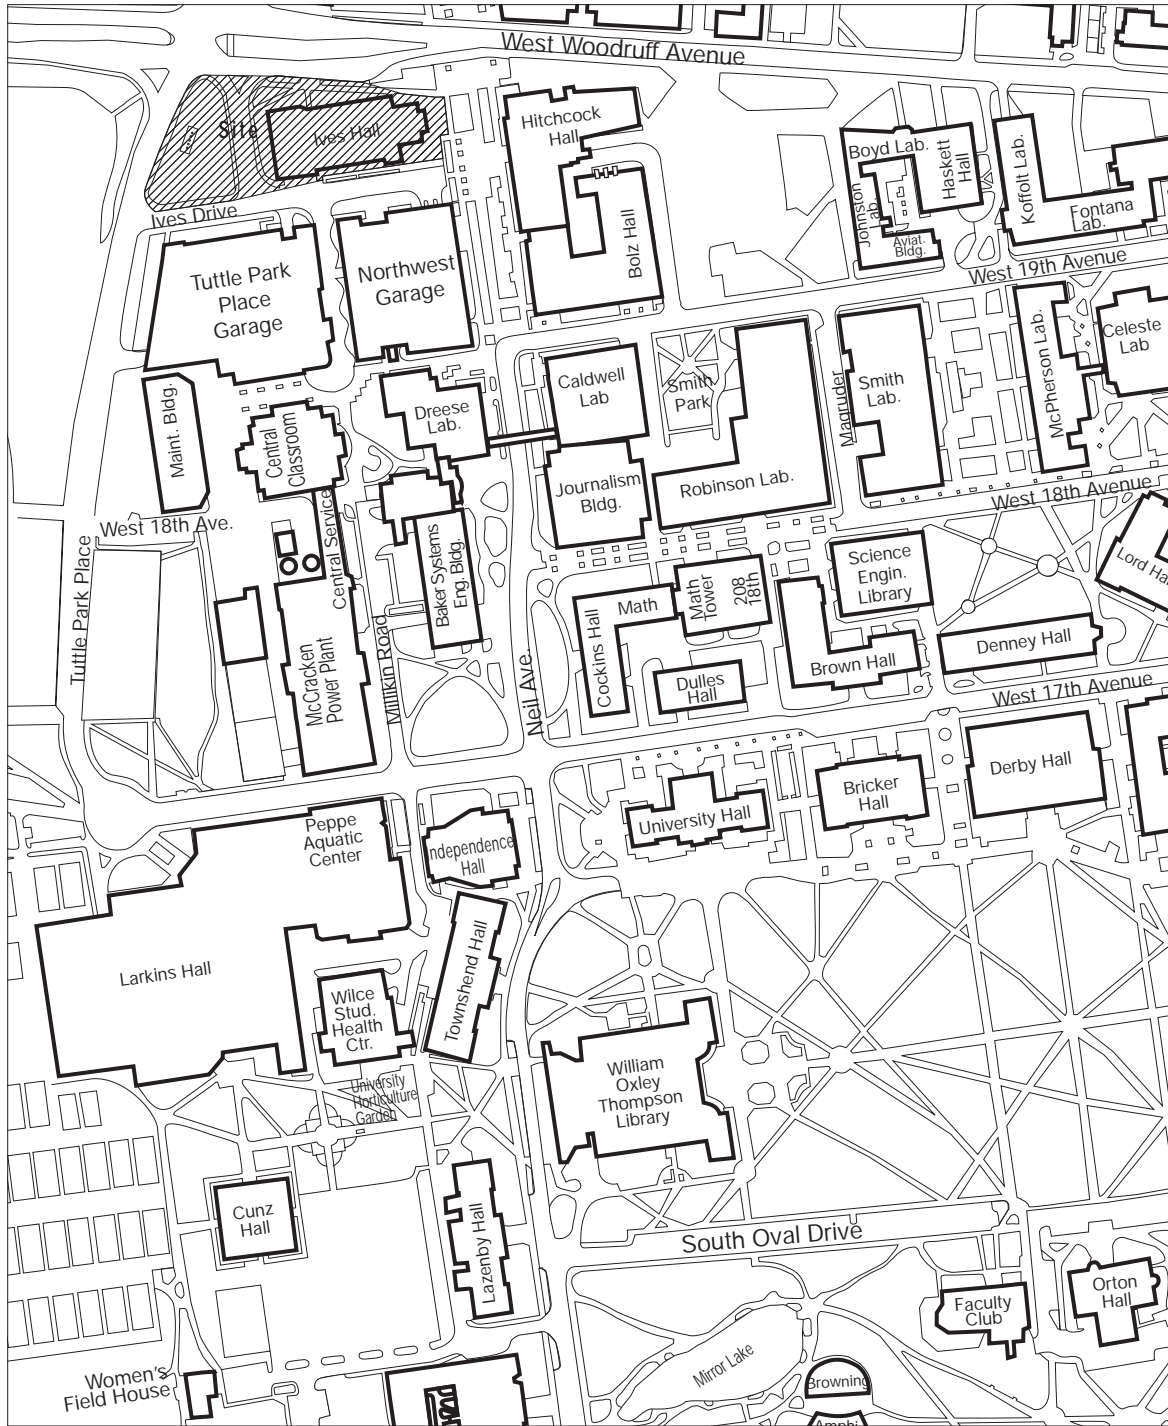 West Woodruff Avenue
Site
Ives Hall
Hitchcock
Hall
Boyd Lab.
Haskett
Hall
Koffolt Lab.
Johnston
Lab.
Aviat.
Bldg.
Fontana
Lab.
Ives Drive
Bolz Hall
West 19th Avenue
Tuttle Park
Place
Garage
Northwest
Garage
McPherson Lab.
Celeste
Lab
Caldwell
Lab
Smith
Park
Magruder
Smith
Lab.
Maint. Bldg.
Central
Classroom
Dreese
Lab.
Journalism
Bldg.
Robinson Lab.
West 18th Avenue
West 18th Ave.
Central Service
Tuttle Park Place
Baker Systems
Eng. Bldg.
Science
Engin.
Library
Lord Hall
Math
Math
Tower
208
18th
Cockins Hall
Dulles
Hall
Brown Hall
Denney Hall
McCracken
Power Plant
Millikin Road
Neil Ave.
West 17th Avenue
Derby Hall
Bricker
Hall
University Hall
Peppe
Aquatic
Center
ndependence
Hall
Larkins Hall
Townshend Hall
Wilce
Stud.
Health
Ctr.
William
Oxley
Thompson
Library
University
Horticulture
Garden
Cunz
Hall
Lazenby Hall
South Oval Drive
Faculty
Club
Orton
Hall
Mirror Lake
Women's
Field House
Browning
Amphi